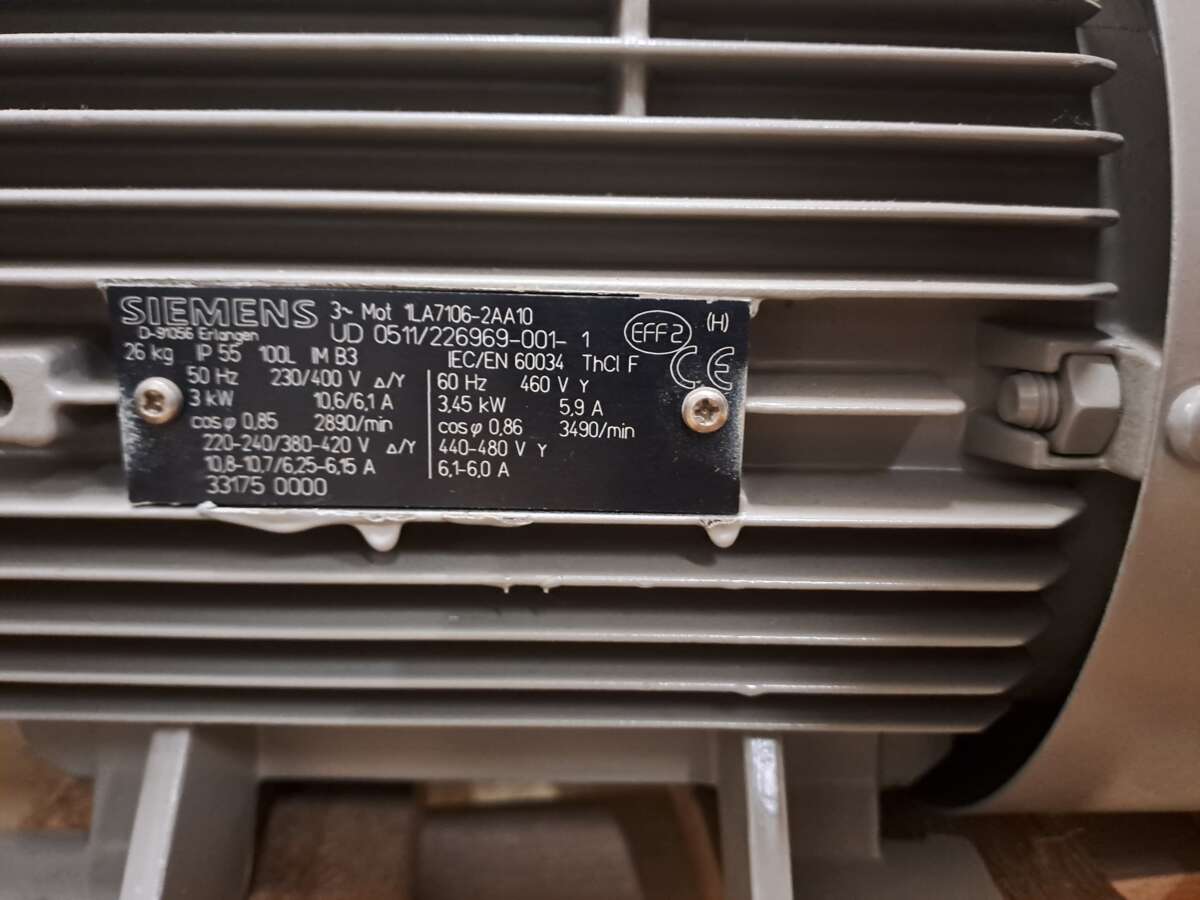 SIEMENS 3~ Mot 1LA7106-2AA10
D-91056 Erlangen UD 0511/226969-001- 1 EFF2 (H)
26 kg IP 55 100L IM B3 IEC/EN 60034 ThCl F CE
50 Hz 230/400 V Δ/Y 60 Hz 460 V Y
3 kW 10,6/6,1 A 3,45 kW 5,9 A
cos φ 0,85 2890/min cos φ 0,86 3490/min
220-240/380-420 V Δ/Y 440-480 V Y
10,8-10,7/6,25-6,15 A 6,1-6,0 A
33175 0000